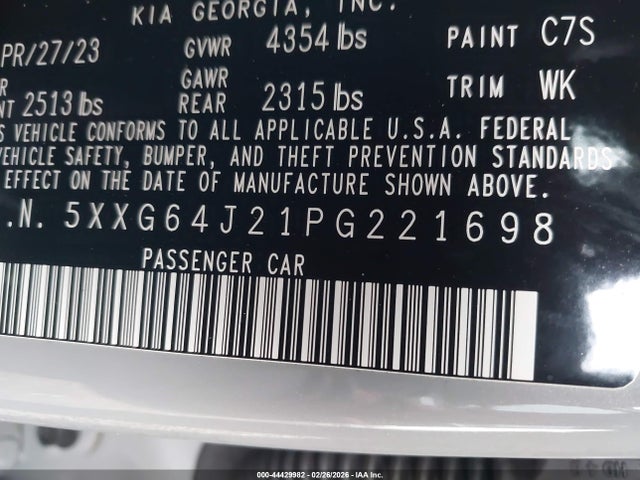 KIA GEORGIA, INC.
PR/27/23 GVWR 4354 lbs PAINT C7S
NT 2513 lbs GAWR REAR 2315 lbs TRIM WK
VEHICLE CONFORMS TO ALL APPLICABLE U.S.A. FEDERAL
VEHICLE SAFETY, BUMPER, AND THEFT PREVENTION STANDARDS
EFFECT ON THE DATE OF MANUFACTURE SHOWN ABOVE.
.N. 5XXG64J21PG221698
PASSENGER CAR
000-44429982 - 02/26/2026 - IAA Inc.